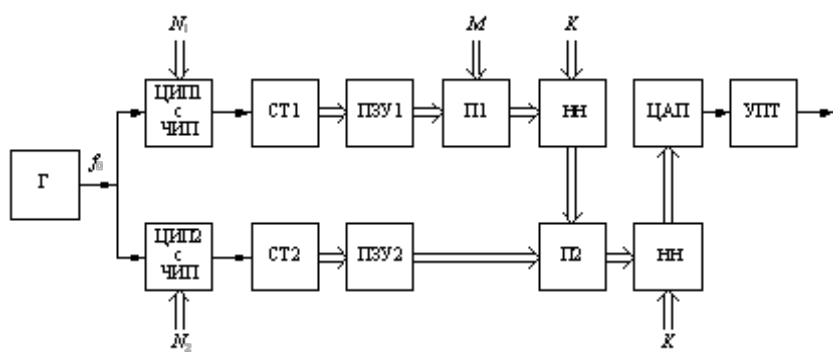 N₁ M K
ЦИП1
с
ЧИП
СТ1 ПЗУ1 П1 НН ЦАП УПТ
Г f₀
ЦИП2
с
ЧИП
СТ2 ПЗУ2 П2 НН
N₂ K